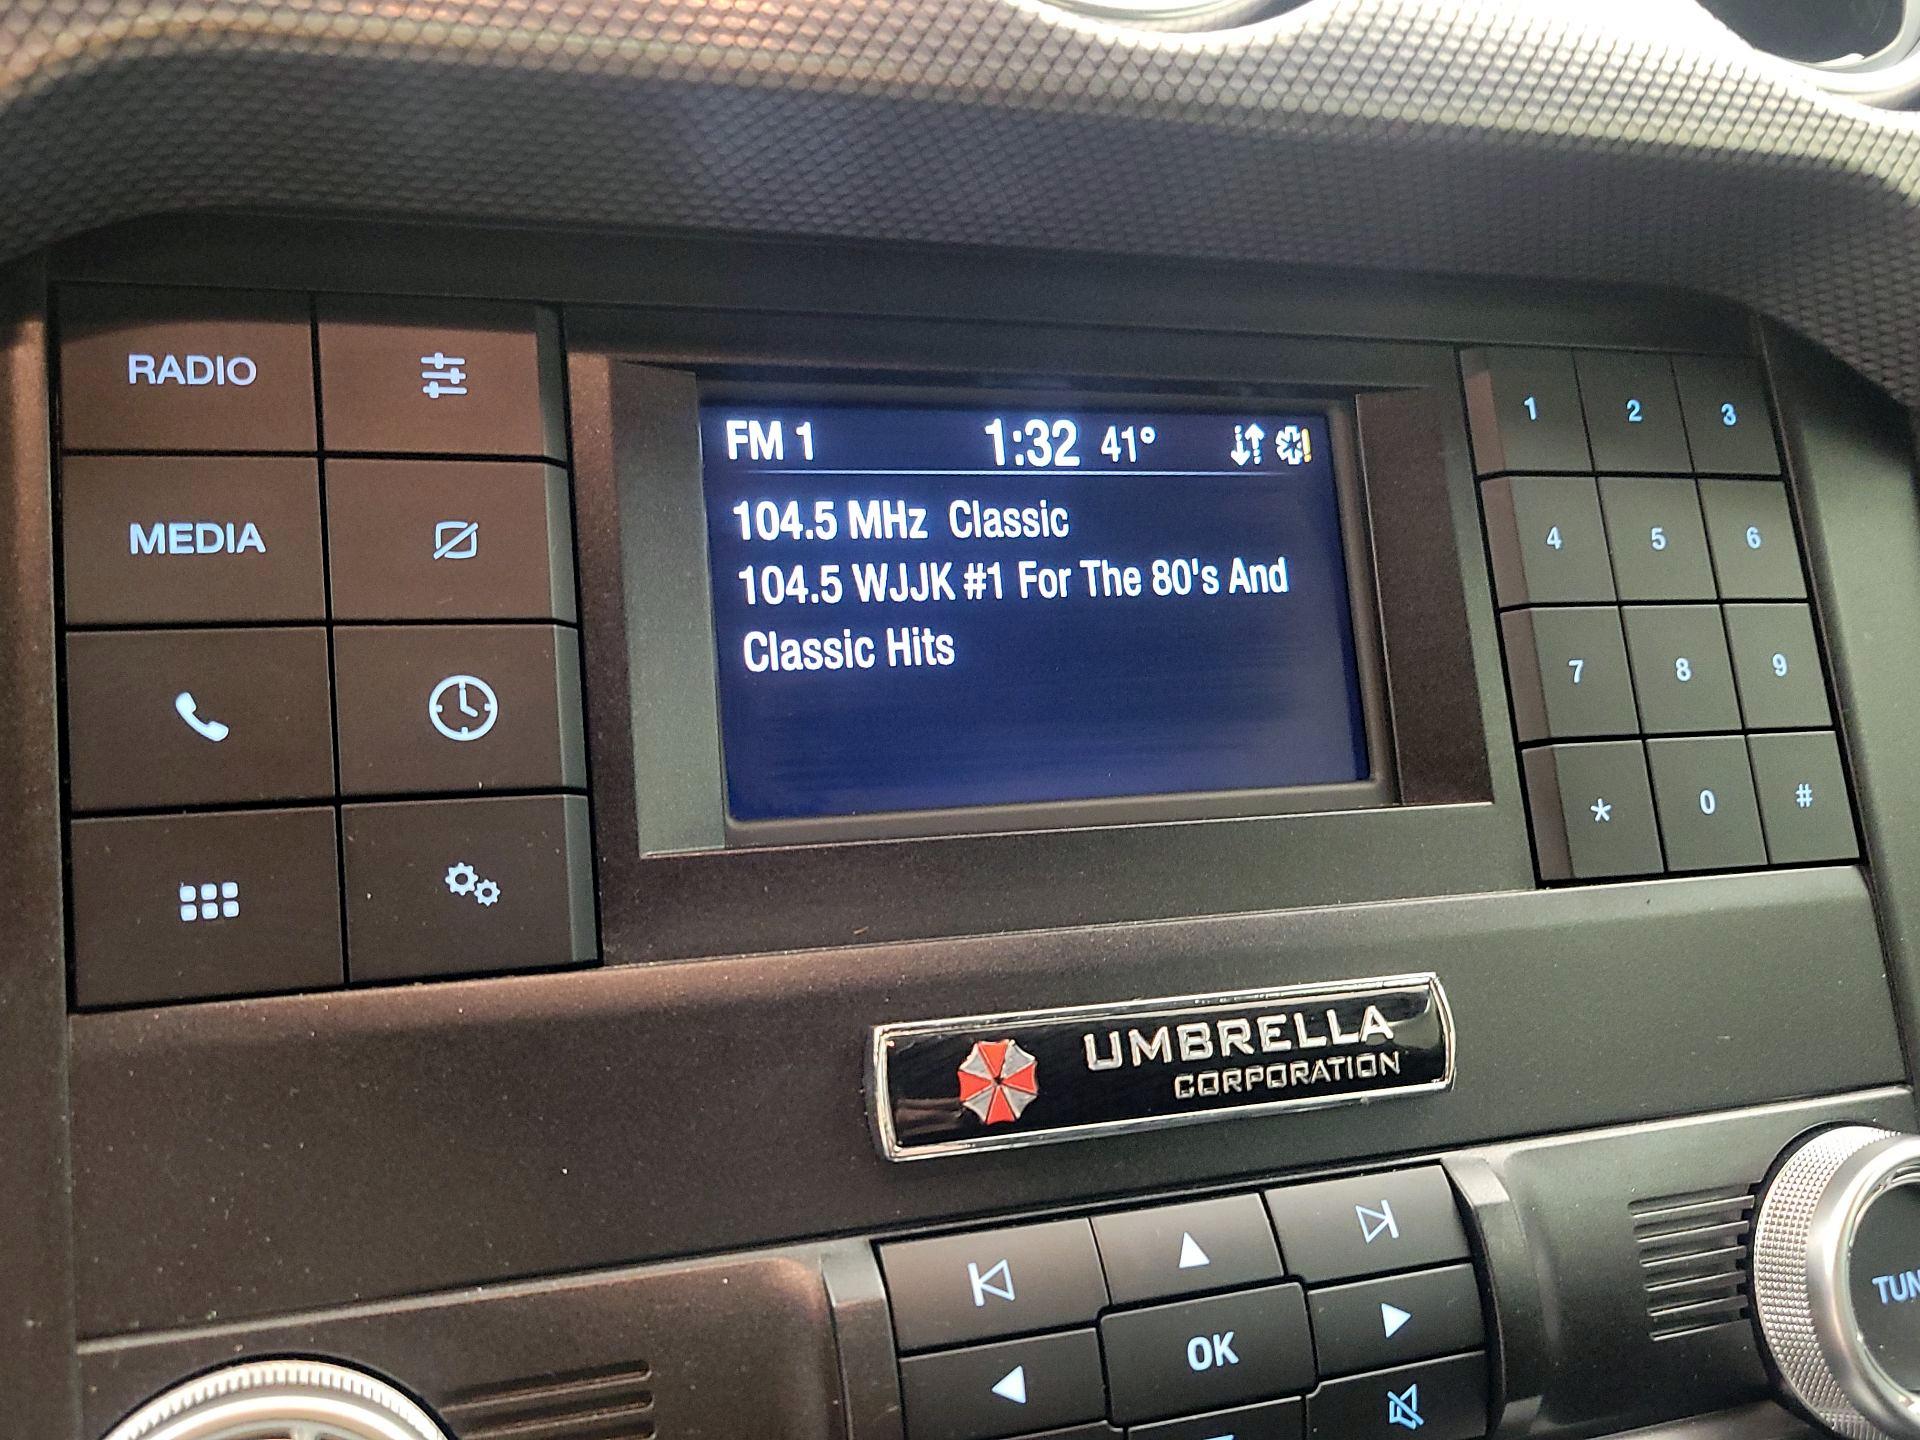 RADIO
MEDIA
FM 1 1:32 41°
104.5 MHz Classic
104.5 WJJK #1 For The 80's And
Classic Hits
1 2 3
4 5 6
7 8 9
* 0 #
UMBRELLA
CORPORATION
OK
TUN